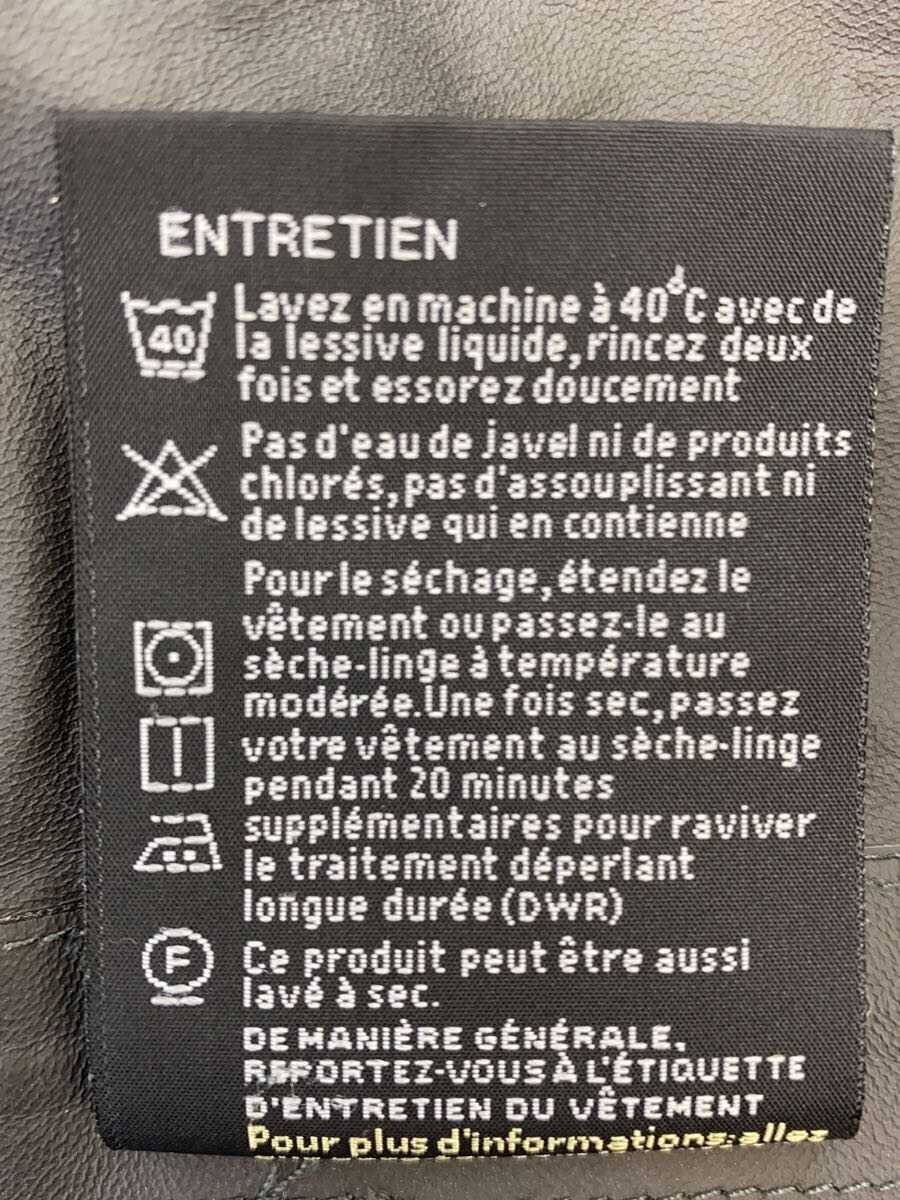 ENTRETIEN
40
Lavez en machine à 40°C avec de
la lessive liquide, rincez deux
fois et essorez doucement
Pas d'eau de Javel ni de produits
chlorés, pas d'assouplissant ni
de lessive qui en contienne
Pour le séchage, étendez le
vêtement ou passez-le au
sèche-linge à température
modérée. Une fois sec, passez
votre vêtement au sèche-linge
pendant 20 minutes
supplémentaires pour raviver
le traitement déperlant
longue durée (DWR)
F
Ce produit peut être aussi
lavé à sec.
DE MANIÈRE GÉNÉRALE,
REPORTEZ-VOUS À L'ÉTIQUETTE
D'ENTRETIEN DU VÊTEMENT
Pour plus d'informations: allez